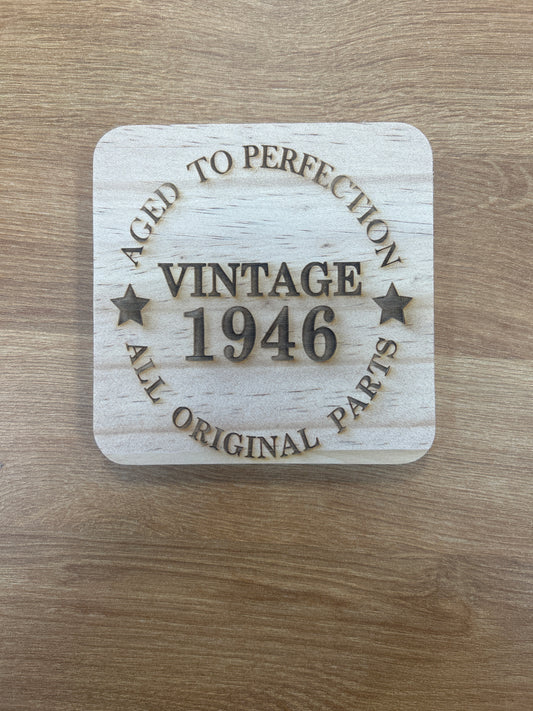 AGED TO PERFECTION
VINTAGE
1946
ALL ORIGINAL PARTS